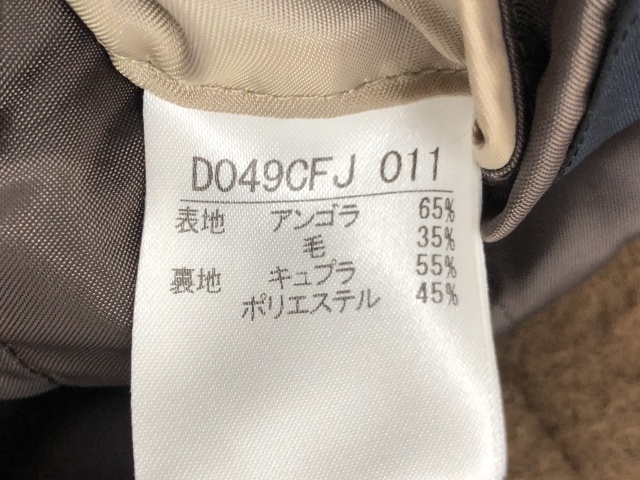 D049CFJ 011
表地 アンゴラ 65%
毛 35%
裏地 キュプラ 55%
ポリエステル 45%